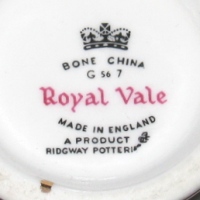 BONE CHINA
G 56 7
Royal Vale
MADE IN ENGLAND
A PRODUCT
RIDGWAY POTTERIES